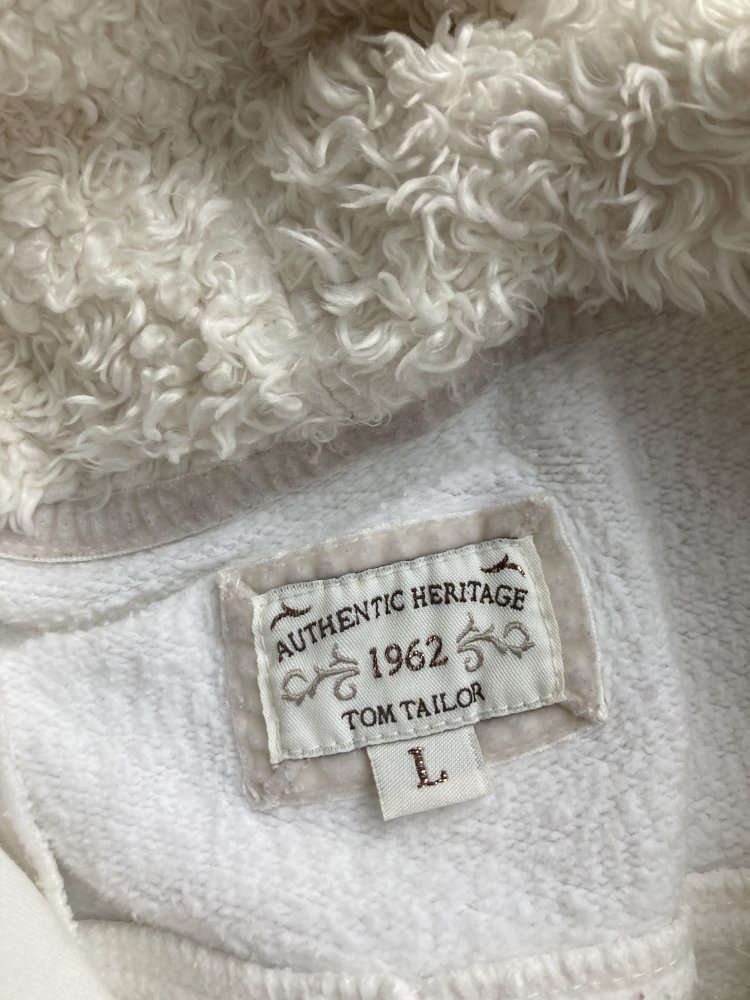 AUTHENTIC HERITAGE
1962
TOM TAILOR
L